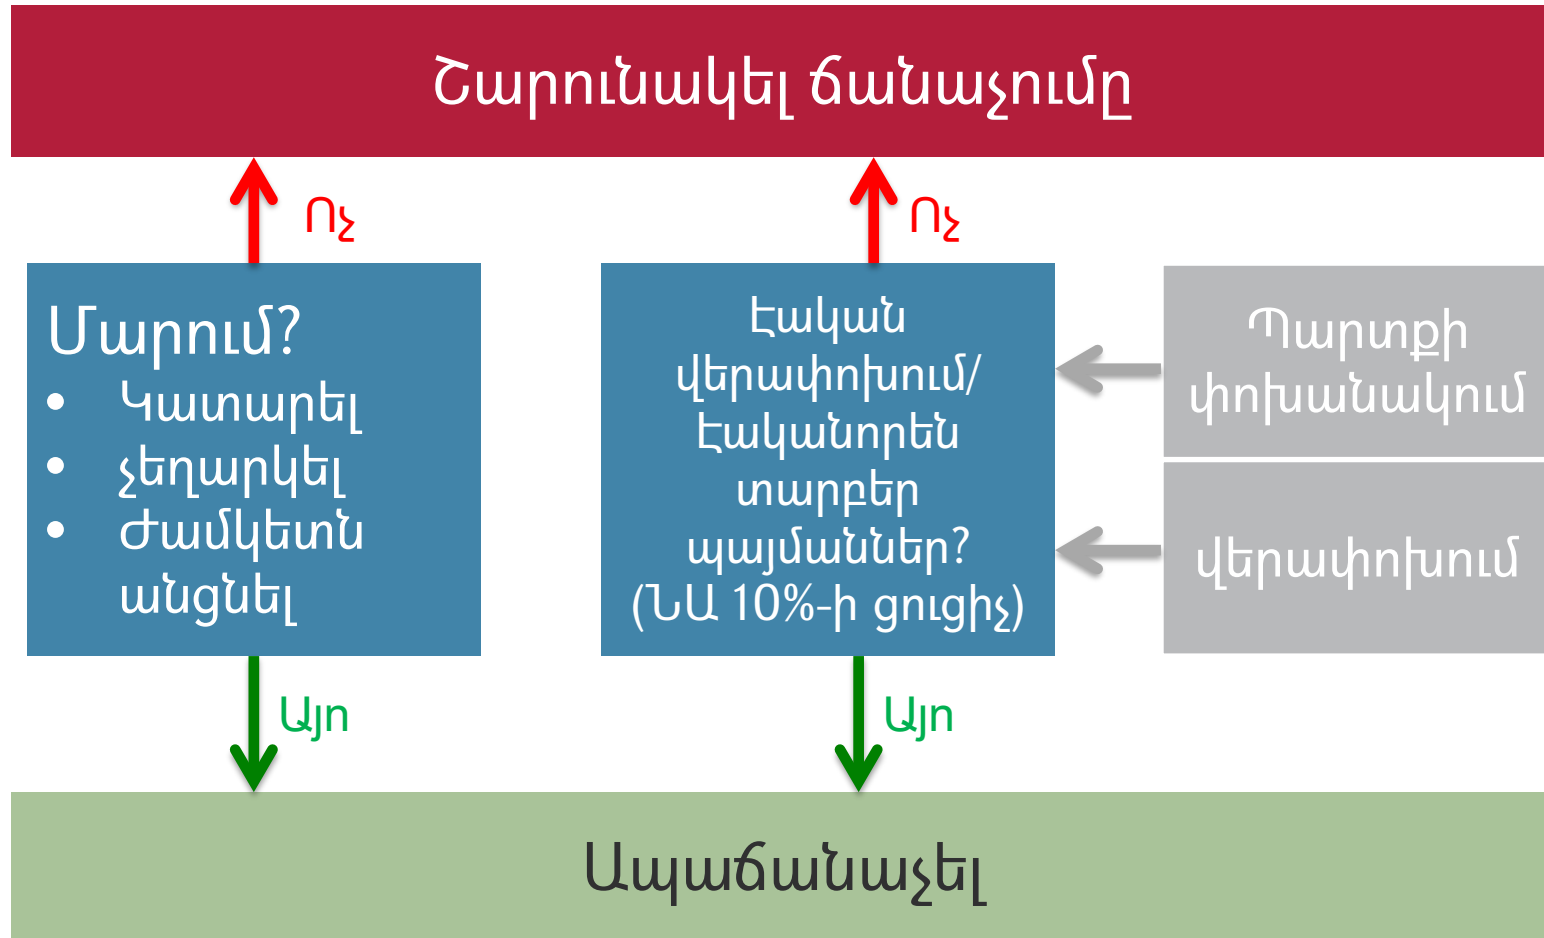 Շարունակել ճանաչումը
Ոչ
Ոչ
Մարում?
• Կատարել
• չեղարկել
• Ժամկետն
անցնել
Էական
վերափոխում/
Էականորեն
տարբեր
պայմաններ?
(ՆԱ 10%-ի ցուցիչ)
Պարտքի
փոխանակում
վերափոխում
Այո
Այո
Ապաճանաչել